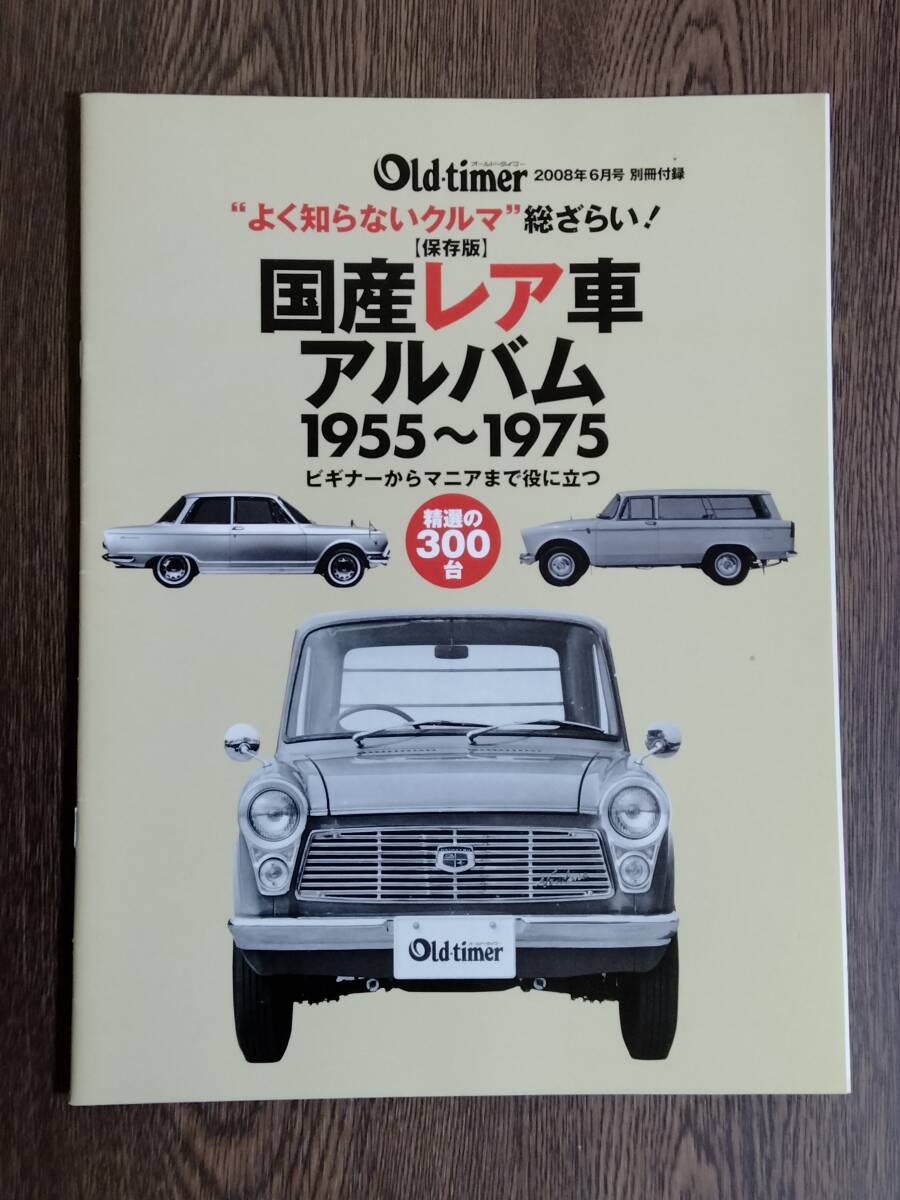 オールド・タイマー
Old-timer 2008年6月号 別冊付録
“よく知らないクルマ”総ざらい!
【保存版】
国産レア車
アルバム
1955〜1975
ビギナーからマニアまで役に立つ
精選の
300
台
Old-timer